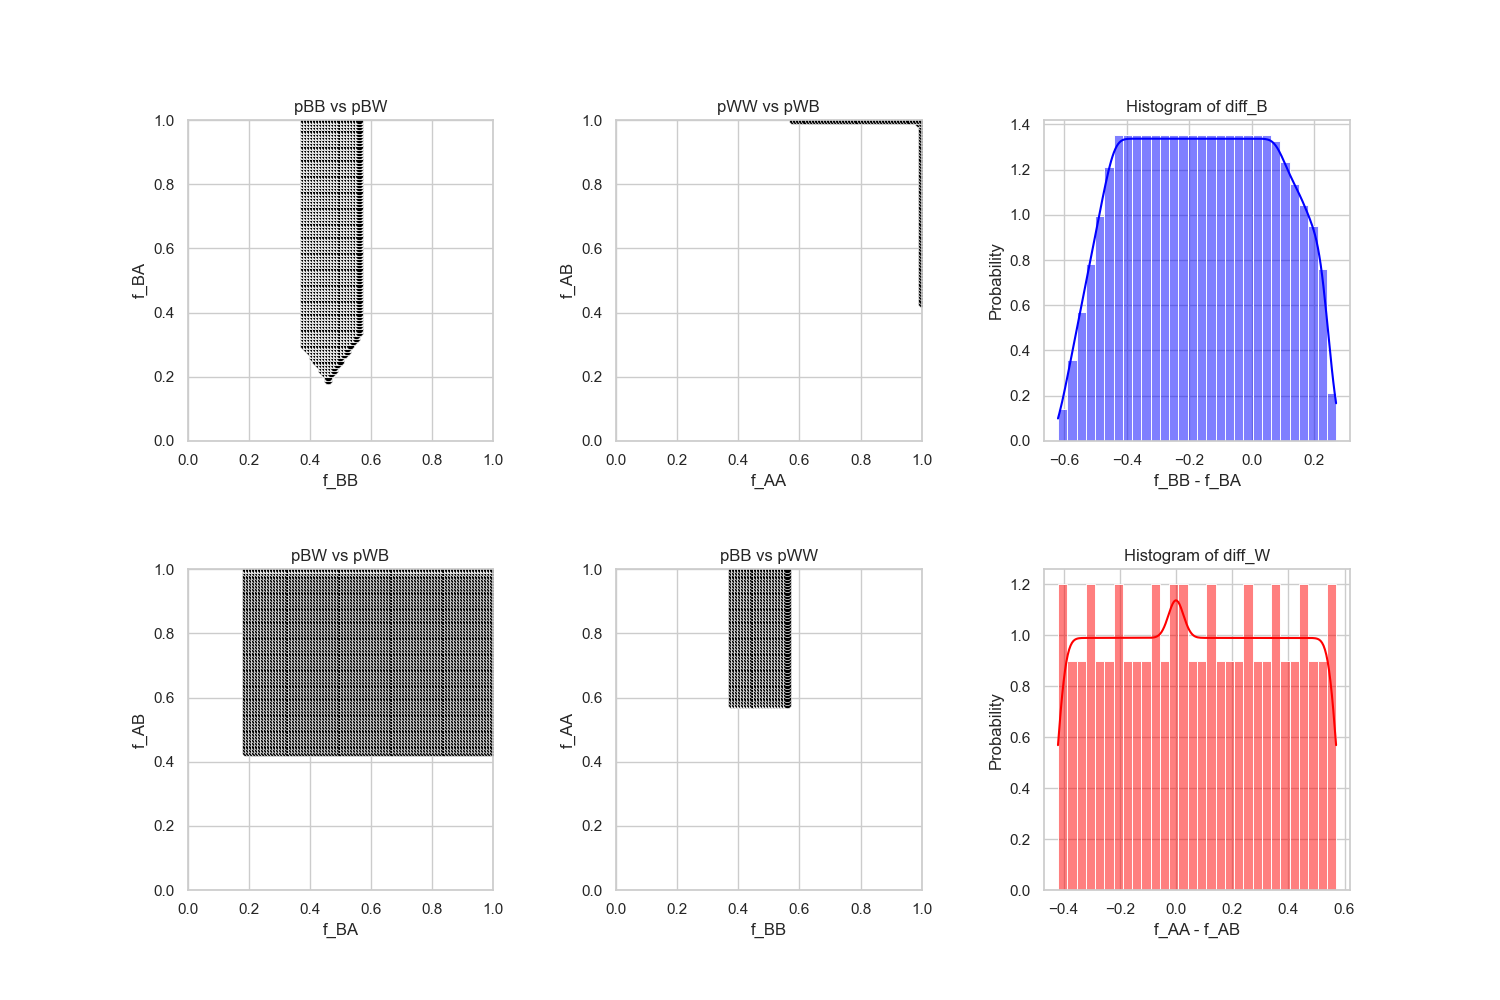 pBB vs pBW
1.0
0.8
0.6
0.4
0.2
0.0
f_BA
0.0 0.2 0.4 0.6 0.8 1.0
f_BB
pWW vs pWB
1.0
0.8
0.6
0.4
0.2
0.0
f_AB
0.0 0.2 0.4 0.6 0.8 1.0
f_AA
Histogram of diff_B
1.4
1.2
1.0
0.8
0.6
0.4
0.2
0.0
Probability
−0.6 −0.4 −0.2 0.0 0.2
f_BB - f_BA
pBW vs pWB
1.0
0.8
0.6
0.4
0.2
0.0
f_AB
0.0 0.2 0.4 0.6 0.8 1.0
f_BA
pBB vs pWW
1.0
0.8
0.6
0.4
0.2
0.0
f_AA
0.0 0.2 0.4 0.6 0.8 1.0
f_BB
Histogram of diff_W
1.2
1.0
0.8
0.6
0.4
0.2
0.0
Probability
−0.4 −0.2 0.0 0.2 0.4 0.6
f_AA - f_AB